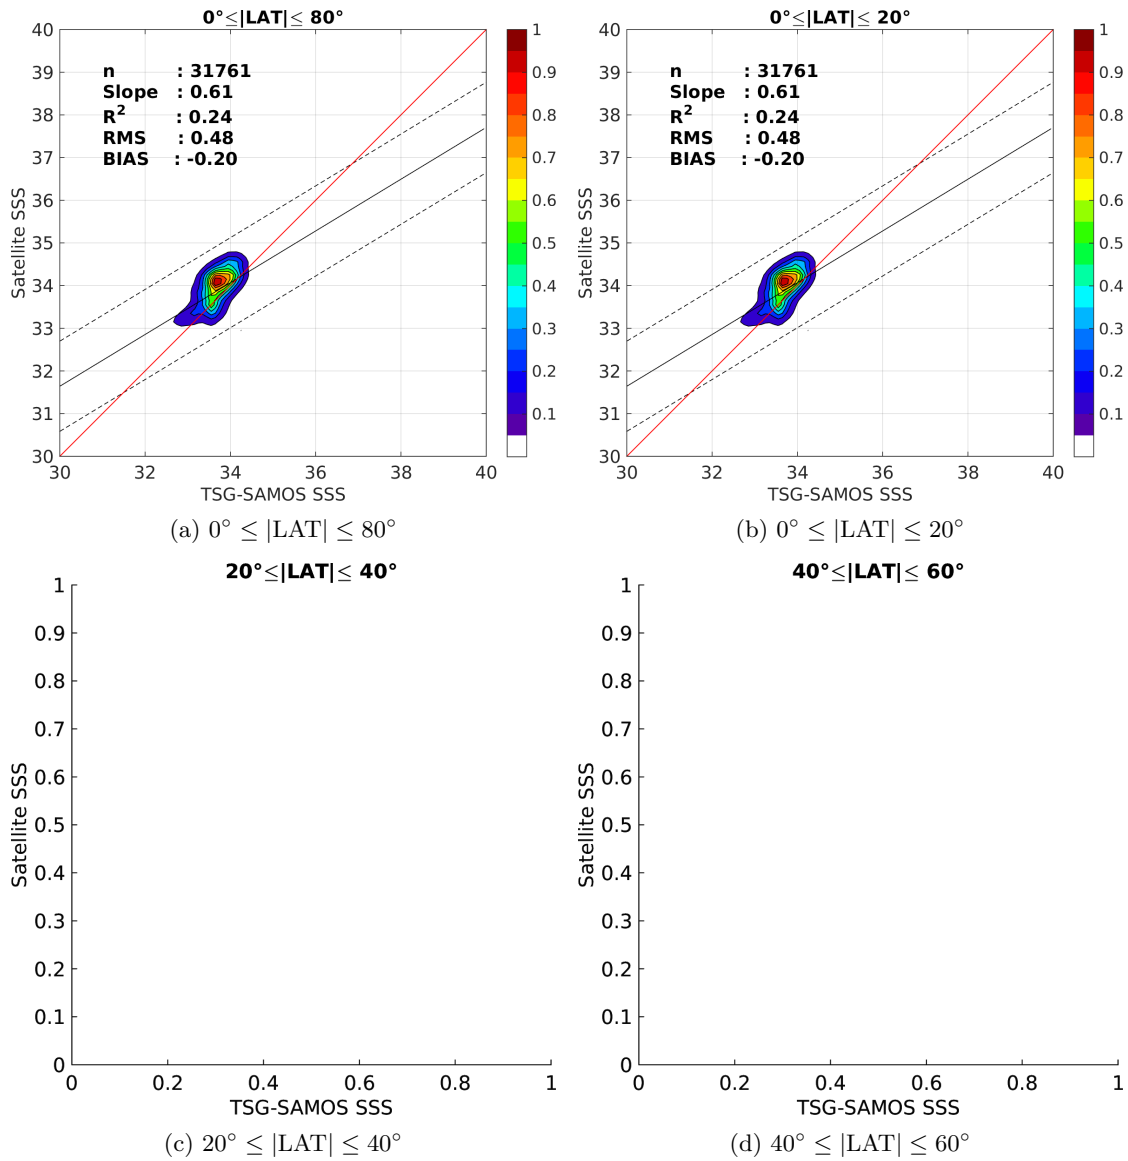 0°≤|LAT|≤ 80°
n : 31761
Slope : 0.61
R² : 0.24
RMS : 0.48
BIAS : -0.20
40
39
38
37
36
35
34
33
32
31
30
30 32 34 36 38 40
Satellite SSS
TSG-SAMOS SSS
1
0.9
0.8
0.7
0.6
0.5
0.4
0.3
0.2
0.1
(a) 0° ≤ |LAT| ≤ 80°
0°≤|LAT|≤ 20°
n : 31761
Slope : 0.61
R² : 0.24
RMS : 0.48
BIAS : -0.20
40
39
38
37
36
35
34
33
32
31
30
30 32 34 36 38 40
Satellite SSS
TSG-SAMOS SSS
1
0.9
0.8
0.7
0.6
0.5
0.4
0.3
0.2
0.1
(b) 0° ≤ |LAT| ≤ 20°
20°≤|LAT|≤ 40°
1
0.9
0.8
0.7
0.6
0.5
0.4
0.3
0.2
0.1
0
0 0.2 0.4 0.6 0.8 1
Satellite SSS
TSG-SAMOS SSS
(c) 20° ≤ |LAT| ≤ 40°
40°≤|LAT|≤ 60°
1
0.9
0.8
0.7
0.6
0.5
0.4
0.3
0.2
0.1
0
0 0.2 0.4 0.6 0.8 1
Satellite SSS
TSG-SAMOS SSS
(d) 40° ≤ |LAT| ≤ 60°